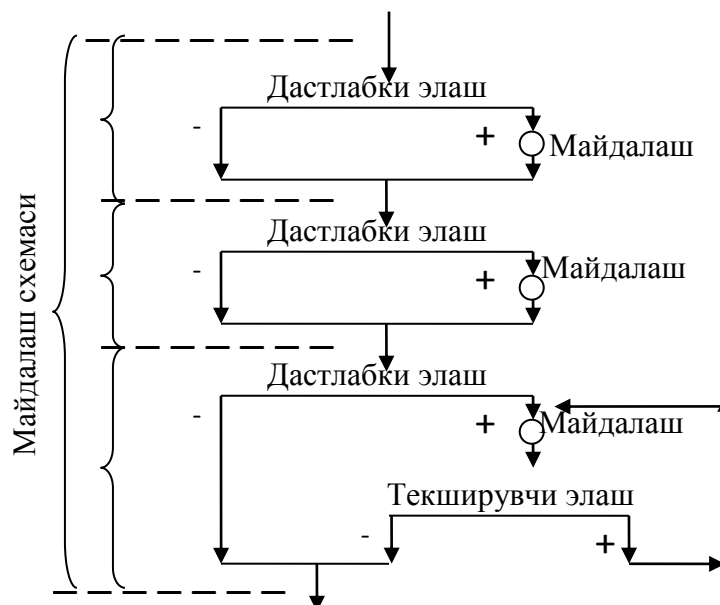 Майдалаш схемаси
Дастлабки элаш
- +
Майдалаш
Дастлабки элаш
- +
Майдалаш
Дастлабки элаш
- +
Майдалаш
Текширувчи элаш
- +